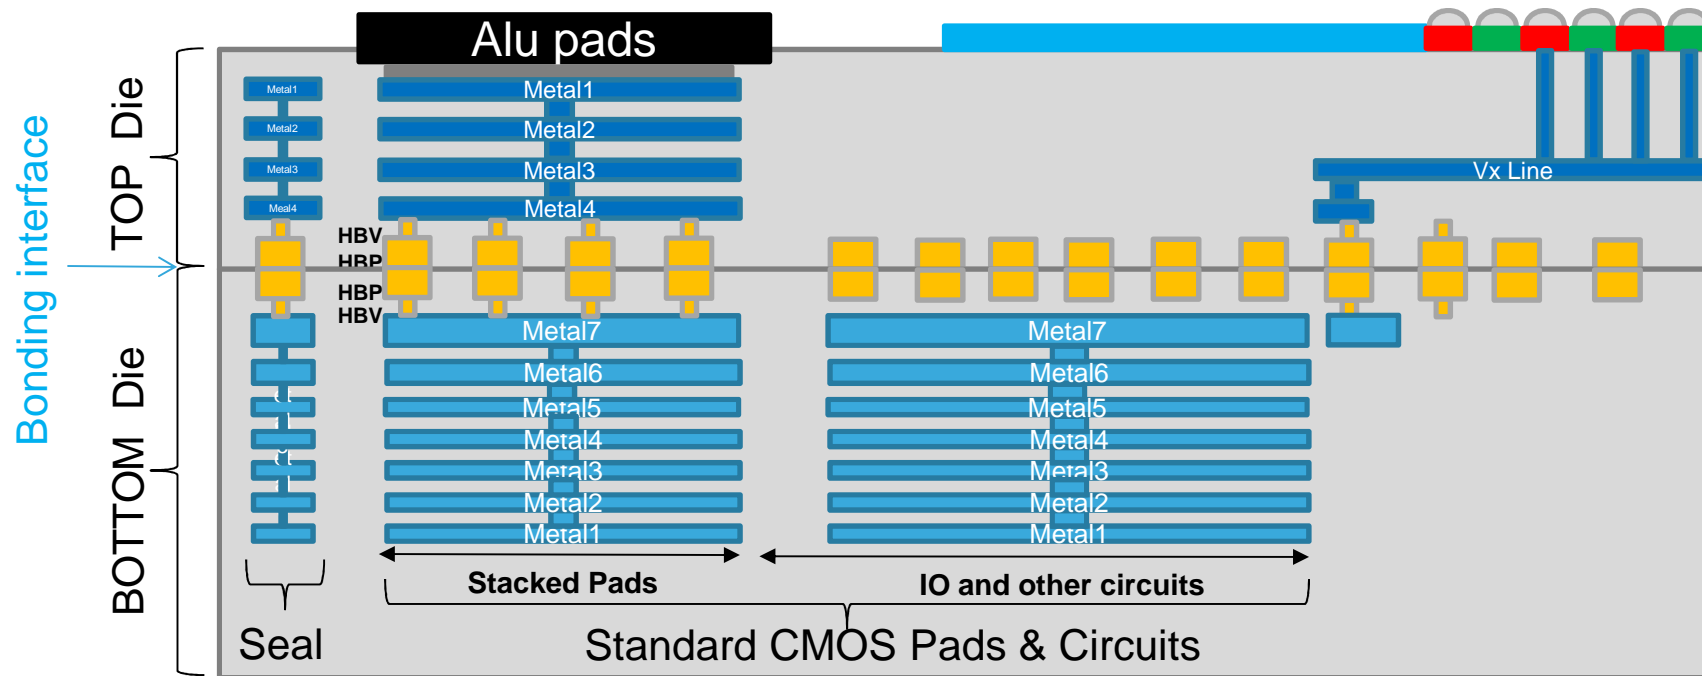 Alu pads
Bonding interface
TOP Die
BOTTOM Die
Metal1
Metal2
Metal3
Meal4
Metal1
Metal2
Metal3
Metal4
Vx Line
HBV
HBP
HBP
HBV
Metal7
Metal6
Metal5
Metal4
Metal3
Metal2
Metal1
Metal7
Metal6
Metal5
Metal4
Metal3
Metal2
Metal1
Stacked Pads
IO and other circuits
Seal
Standard CMOS Pads & Circuits